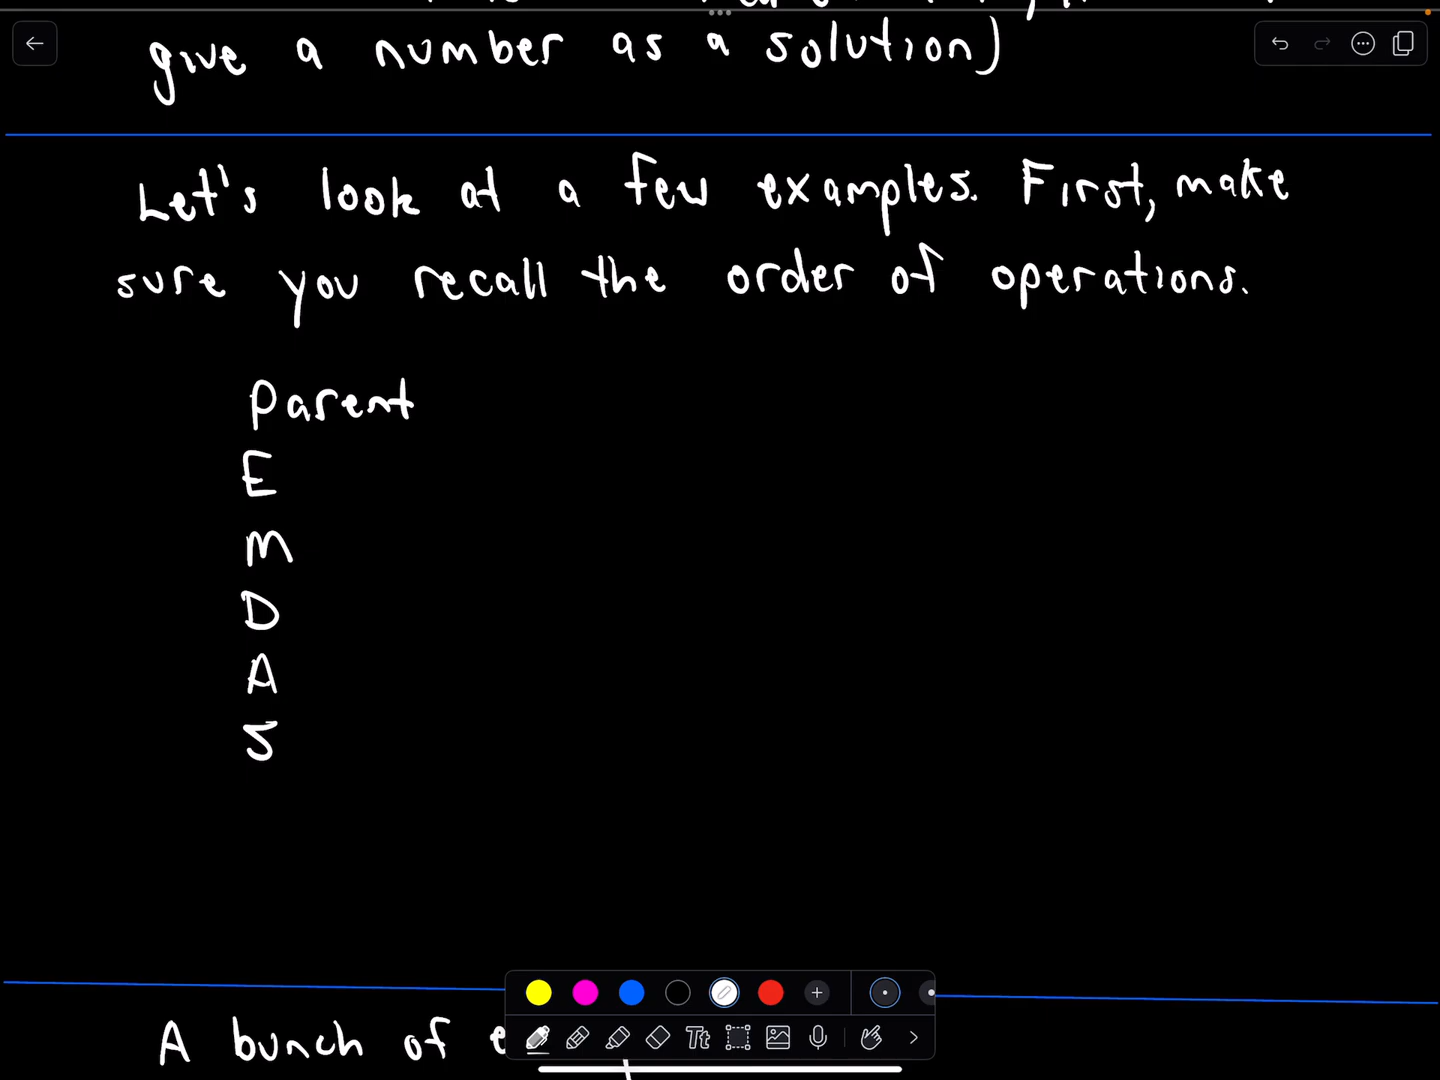 give a number as a solution)
Let's look at a few examples. First, make
sure you recall the order of operations.
Parent
E
M
D
A
S
A bunch of
Tt